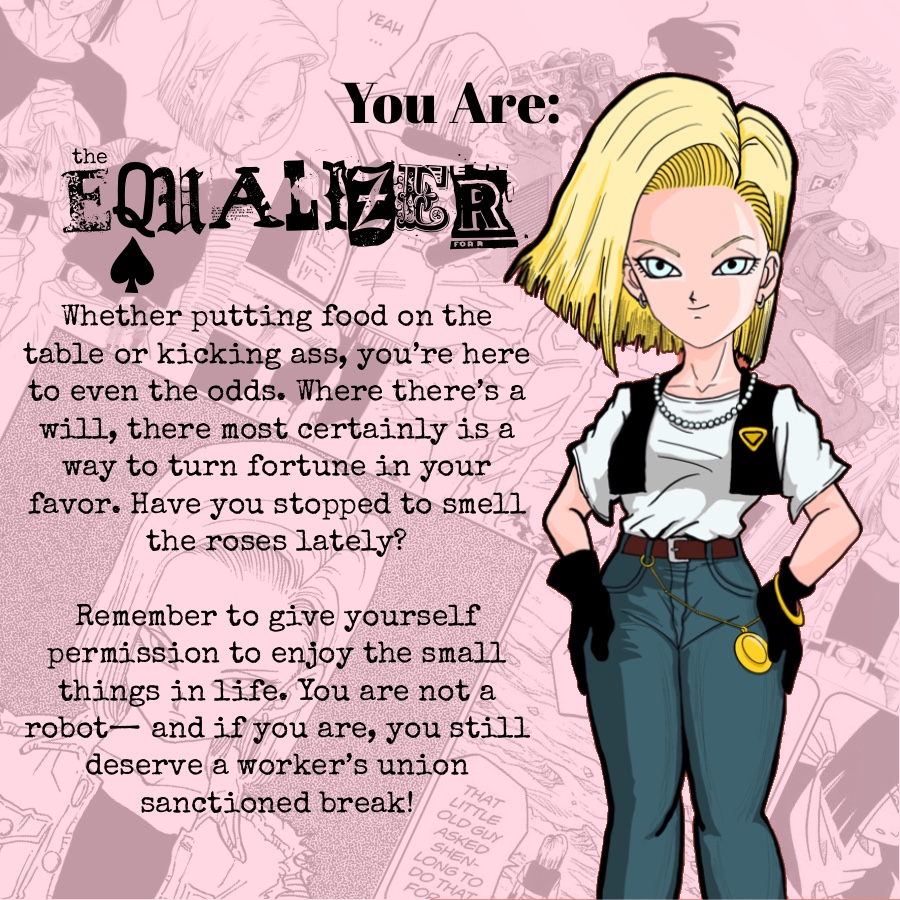 YEAH
...
You Are:
the
EQUALIZER
FOR R
Whether putting food on the
table or kicking ass, you're here
to even the odds. Where there's a
will, there most certainly is a
way to turn fortune in your
favor. Have you stopped to smell
the roses lately?
Remember to give yourself
permission to enjoy the small
things in life. You are not a
robot— and if you are, you still
deserve a worker's union
sanctioned break!
THAT
LITTLE
OLD GUY
ASKED
SHEN-
LONG TO
DO THAT
FOR